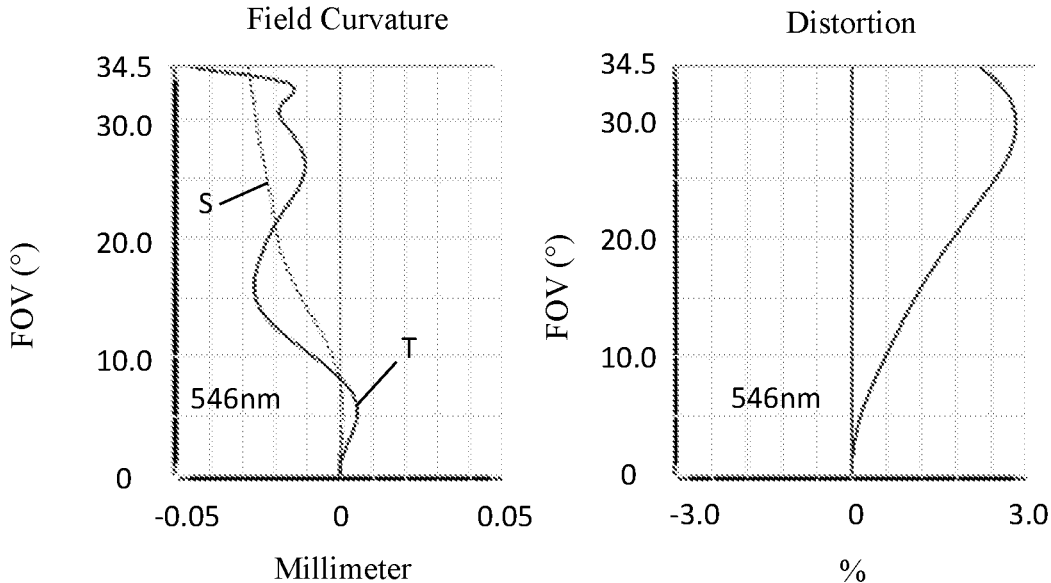 Field Curvature
34.5
30.0
20.0
10.0
0
FOV (°)
S
T
546nm
-0.05
0
0.05
Millimeter
Distortion
34.5
30.0
20.0
10.0
0
FOV (°)
546nm
-3.0
0
3.0
%